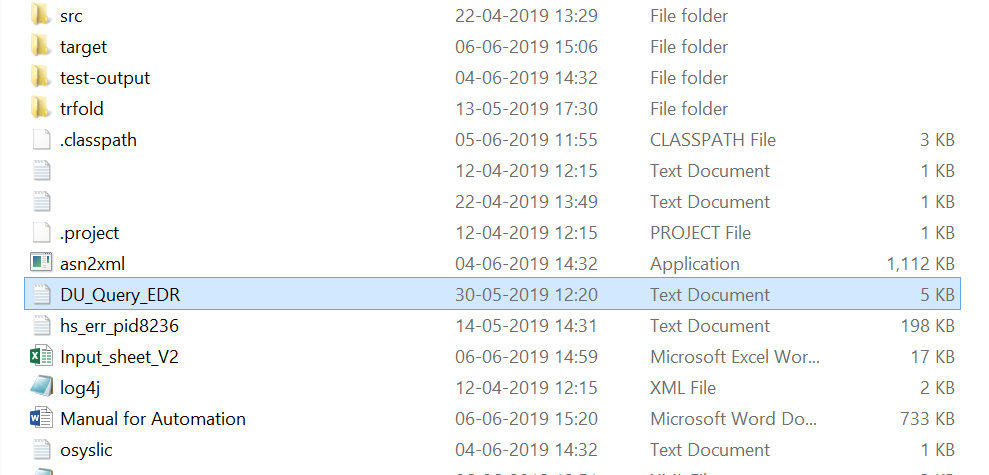 src 22-04-2019 13:29 File folder
target 06-06-2019 15:06 File folder
test-output 04-06-2019 14:32 File folder
trfold 13-05-2019 17:30 File folder
.classpath 05-06-2019 11:55 CLASSPATH File 3 KB
12-04-2019 12:15 Text Document 1 KB
22-04-2019 13:49 Text Document 1 KB
.project 12-04-2019 12:15 PROJECT File 1 KB
asn2xml 04-06-2019 14:32 Application 1,112 KB
DU_Query_EDR 30-05-2019 12:20 Text Document 5 KB
hs_err_pid8236 14-05-2019 14:31 Text Document 198 KB
Input_sheet_V2 06-06-2019 14:59 Microsoft Excel Wor... 17 KB
log4j 12-04-2019 12:15 XML File 2 KB
Manual for Automation 06-06-2019 15:20 Microsoft Word Do... 733 KB
osyslic 04-06-2019 14:32 Text Document 1 KB